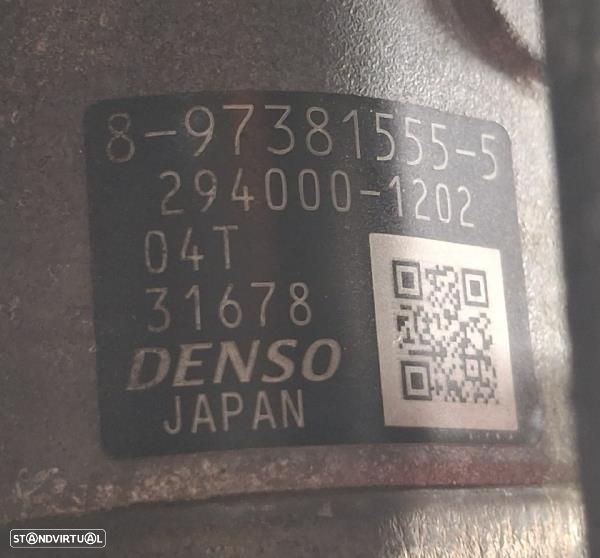 8-97381555-5
294000-1202
04T
31678
DENSO
JAPAN
STANDVIRTUAL